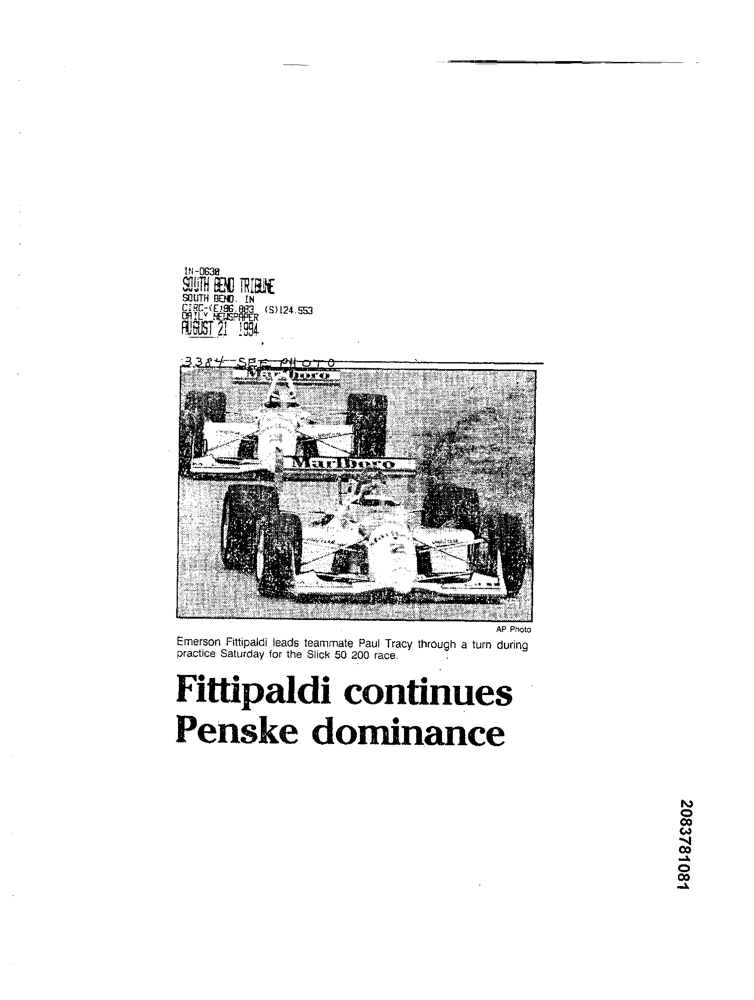 IN-0638
SOUTH BEND TRIBUNE
SOUTH BEND. IN
CIRC-(E)86.883 (S)124.553
DAILY NEWSPAPER
AUGUST 21 1994
3384 SEE PHOTO
Marlboro
Marlboro
AP Photo
Emerson Fittipaldi leads teammate Paul Tracy through a turn during
practice Saturday for the Slick 50 200 race.
Fittipaldi continues
Penske dominance
2083781081